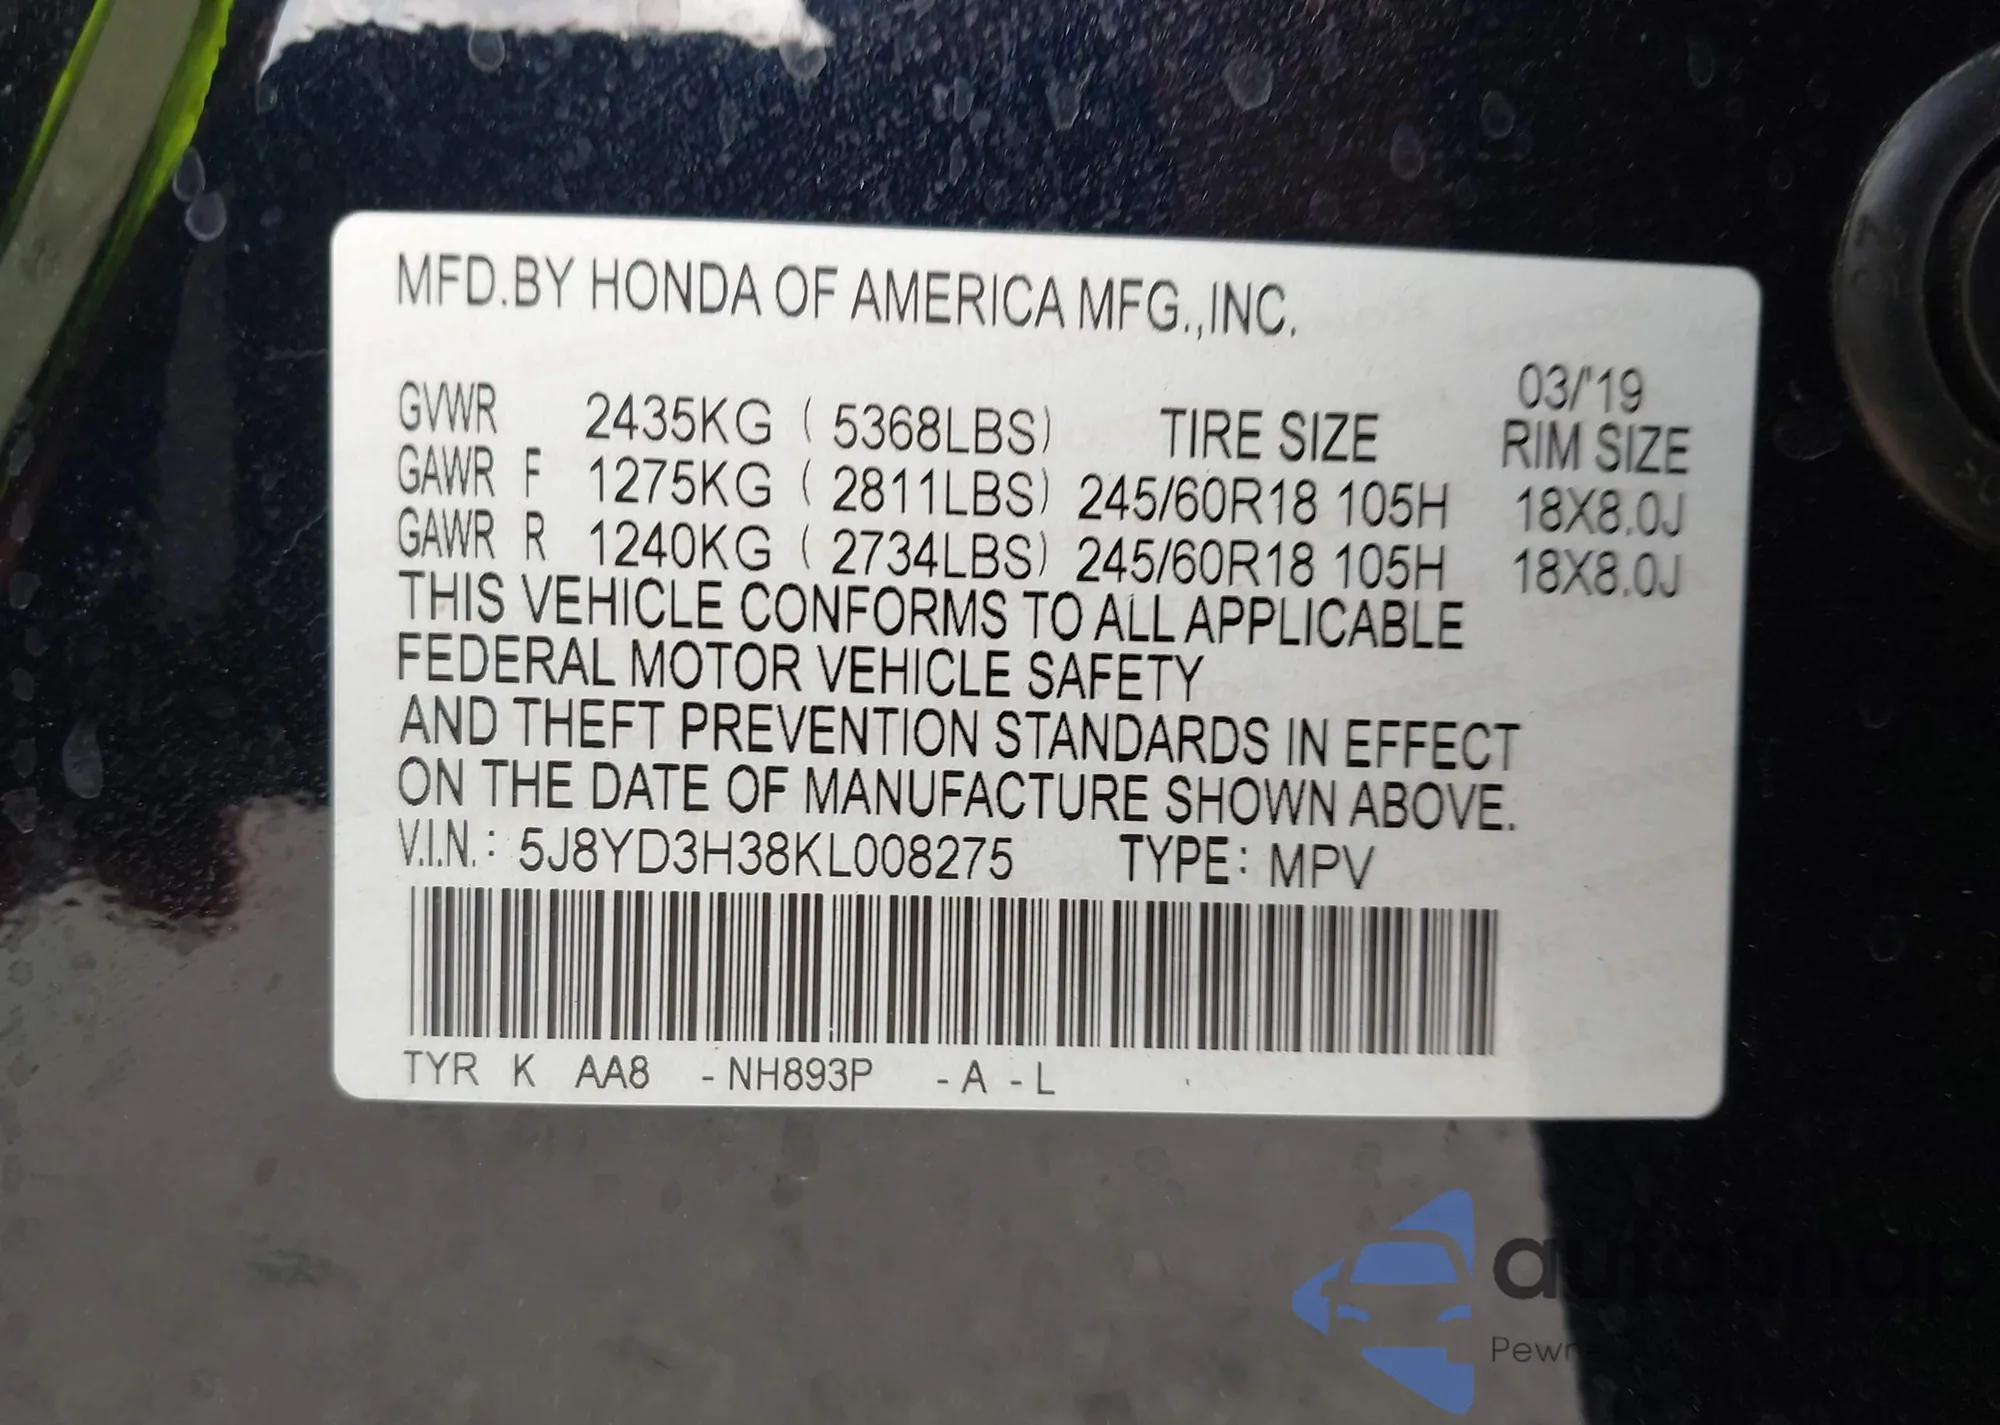 MFD.BY HONDA OF AMERICA MFG.,INC.
03/'19
GVWR 2435KG ( 5368LBS) TIRE SIZE RIM SIZE
GAWR F 1275KG ( 2811LBS) 245/60R18 105H 18X8.0J
GAWR R 1240KG ( 2734LBS) 245/60R18 105H 18X8.0J
THIS VEHICLE CONFORMS TO ALL APPLICABLE
FEDERAL MOTOR VEHICLE SAFETY
AND THEFT PREVENTION STANDARDS IN EFFECT
ON THE DATE OF MANUFACTURE SHOWN ABOVE.
V.I.N.: 5J8YD3H38KL008275 TYPE: MPV
TYR K AA8 -NH893P -A -L